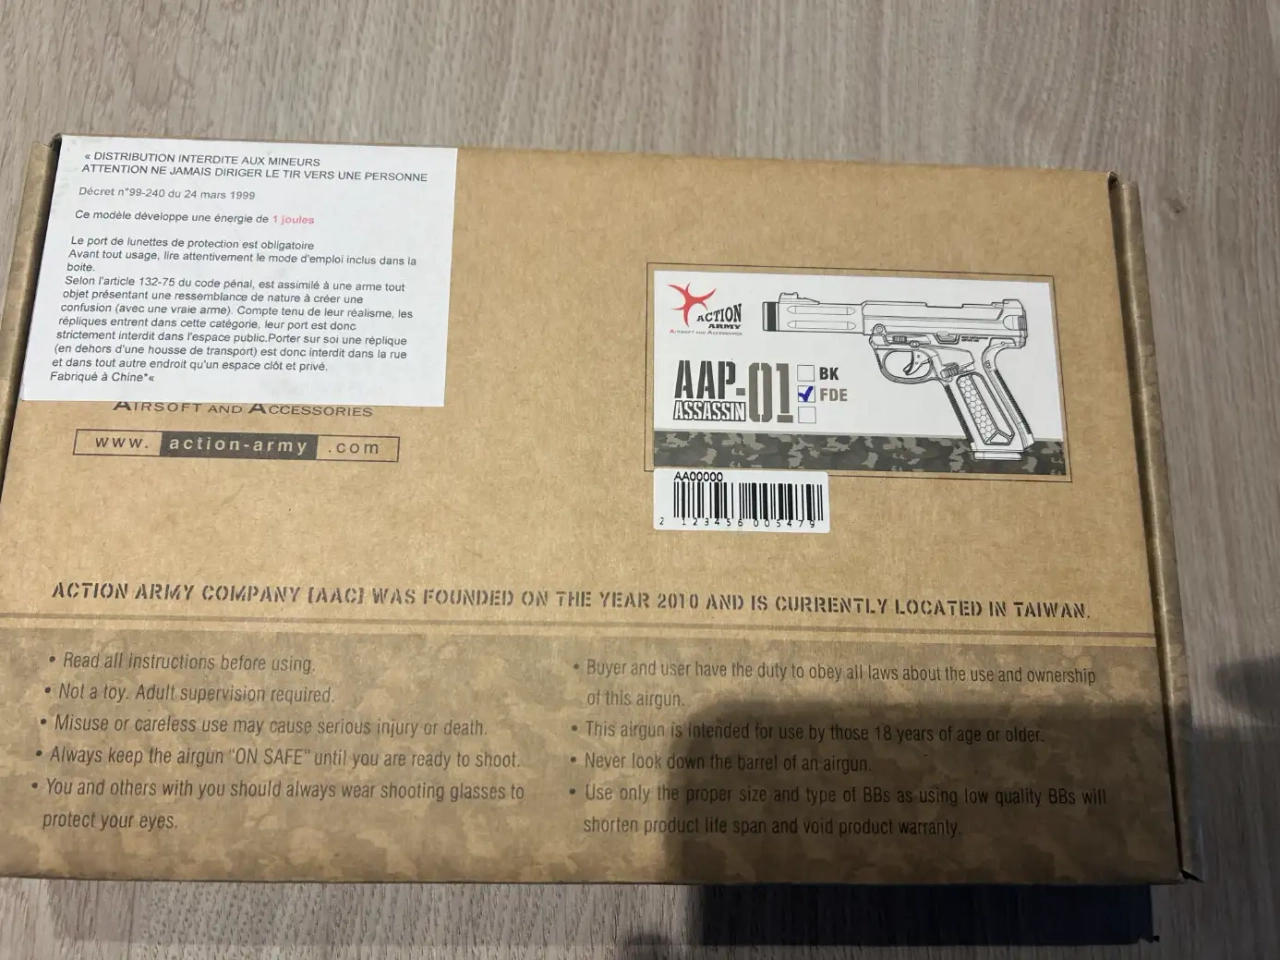 « DISTRIBUTION INTERDITE AUX MINEURS
ATTENTION NE JAMAIS DIRIGER LE TIR VERS UNE PERSONNE
Décret n°99-240 du 24 mars 1999
Ce modèle développe une énergie de 1 joules
Le port de lunettes de protection est obligatoire
Avant tout usage, lire attentivement le mode d'emploi inclus dans la
boite.
Selon l'article 132-75 du code pénal, est assimilé à une arme tout
objet présentant une ressemblance de nature à créer une
confusion (avec une vraie arme). Compte tenu de leur réalisme, les
répliques entrent dans cette catégorie, leur port est donc
strictement interdit dans l'espace public.Porter sur soi une réplique
(en dehors d'une housse de transport) est donc interdit dans la rue
et dans tout autre endroit qu'un espace clôt et privé.
Fabriqué à Chine*«
AIRSOFT AND ACCESSORIES
www. action-army .com
ACTION
ARMY
AIRSOFT AND ACCESSORIES
AAP-01
ASSASSIN
BK
FDE
AA00000
2 123456 005479
ACTION ARMY COMPANY [AAC] WAS FOUNDED ON THE YEAR 2010 AND IS CURRENTLY LOCATED IN TAIWAN.
• Read all instructions before using.
• Not a toy. Adult supervision required.
• Misuse or careless use may cause serious injury or death.
• Always keep the airgun "ON SAFE" until you are ready to shoot.
• You and others with you should always wear shooting glasses to
protect your eyes.
• Buyer and user have the duty to obey all laws about the use and ownership
of this airgun.
• This airgun is intended for use by those 18 years of age or older.
• Never look down the barrel of an airgun.
• Use only the proper size and type of BBs as using low quality BBs will
shorten product life span and void product warranty.